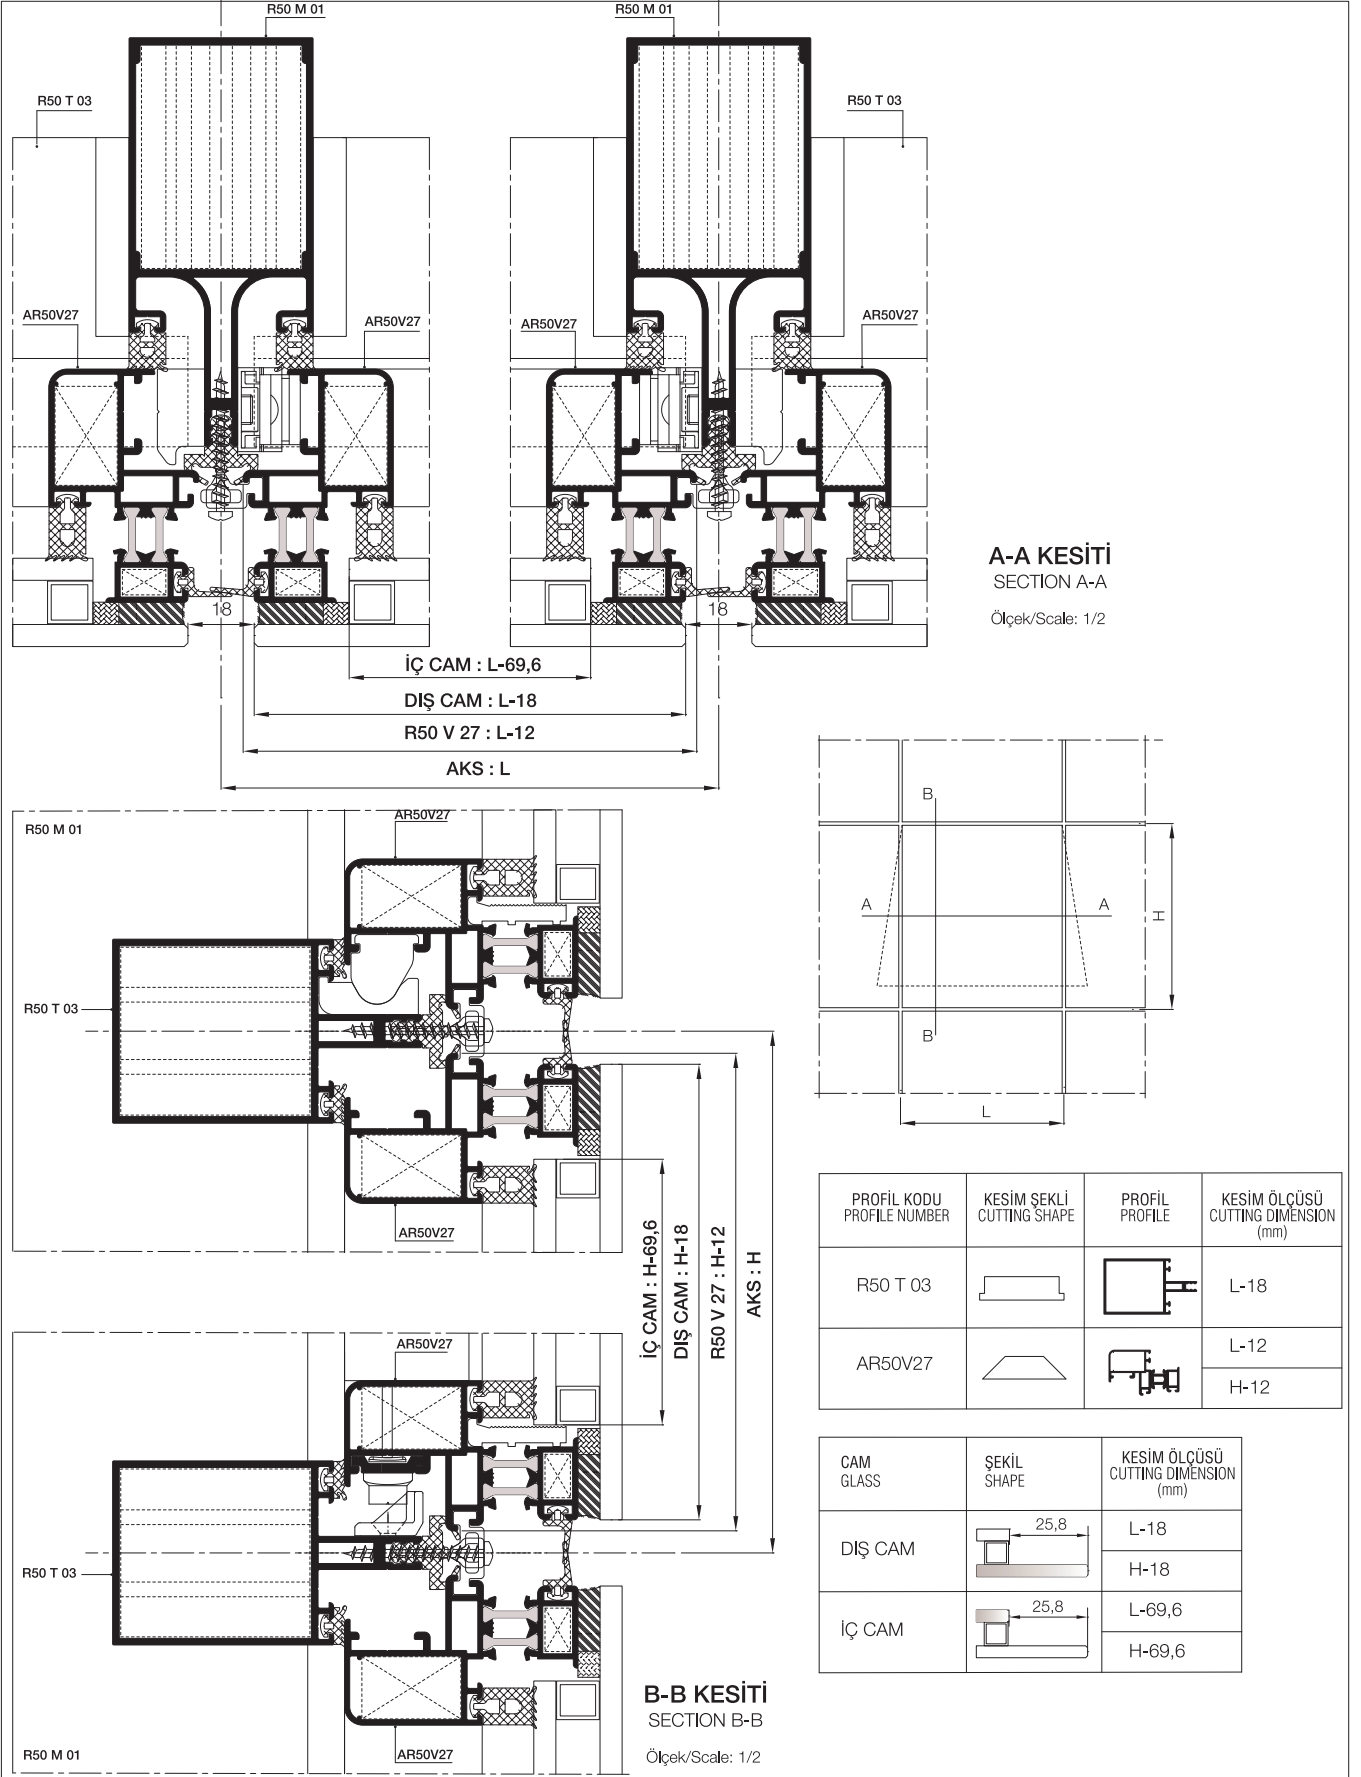 R50 M 01
R50 M 01
R50 T 03
R50 T 03
AR50V27
AR50V27
AR50V27
AR50V27
18
18
A-A KESİTİ
SECTION A-A
Ölçek/Scale: 1/2
İÇ CAM : L-69,6
DIŞ CAM : L-18
R50 V 27 : L-12
AKS : L
R50 M 01
AR50V27
R50 T 03
AR50V27
İÇ CAM : H-69,6
DIŞ CAM : H-18
R50 V 27 : H-12
AKS : H
B
A
A
H
B
L
PROFİL KODU
PROFILE NUMBER
KESİM ŞEKLİ
CUTTING SHAPE
PROFİL
PROFILE
KESİM ÖLÇÜSÜ
CUTTING DIMENSION
(mm)
R50 T 03
L-18
AR50V27
L-12
H-12
CAM
GLASS
ŞEKİL
SHAPE
KESİM ÖLÇÜSÜ
CUTTING DIMENSION
(mm)
DIŞ CAM
25,8
L-18
H-18
İÇ CAM
25,8
L-69,6
H-69,6
AR50V27
R50 T 03
AR50V27
R50 M 01
B-B KESİTİ
SECTION B-B
Ölçek/Scale: 1/2